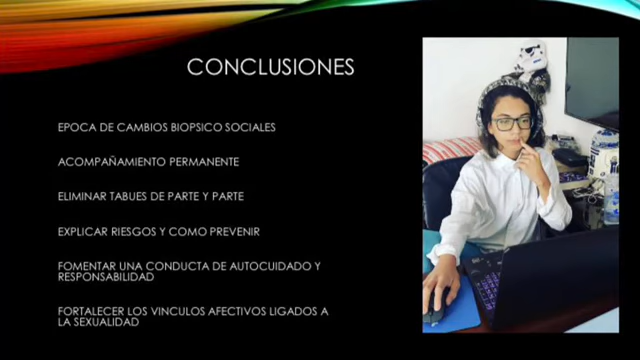 CONCLUSIONES
EPOCA DE CAMBIOS BIOPSICO SOCIALES
ACOMPAÑAMIENTO PERMANENTE
ELIMINAR TABUES DE PARTE Y PARTE
EXPLICAR RIESGOS Y COMO PREVENIR
FOMENTAR UNA CONDUCTA DE AUTOCUIDADO Y
RESPONSABILIDAD
FORTALECER LOS VINCULOS AFECTIVOS LIGADOS A
LA SEXUALIDAD